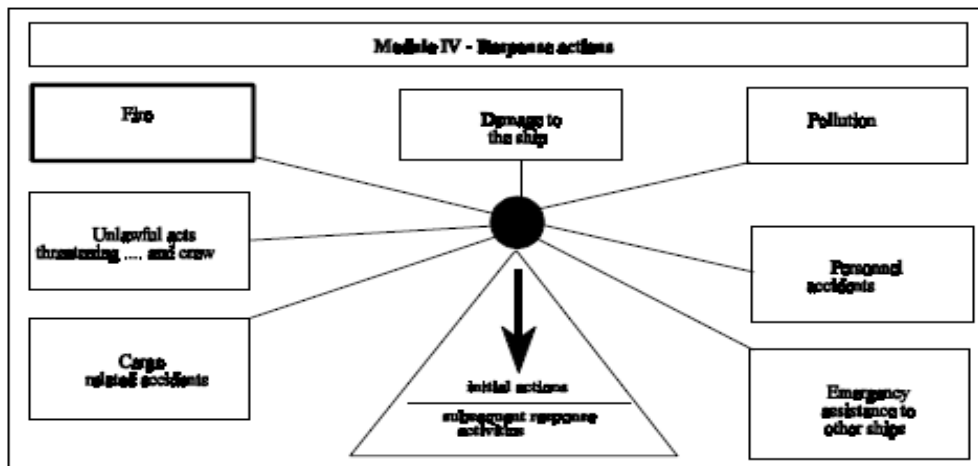 Module IV - Response actions
Fire
Damage to
the ship
Pollution
Unlawful acts
threatening .... and crew
Personnel
accidents
Cargo
related accidents
initial actions
subsequent response
activities
Emergency
assistance to
other ships